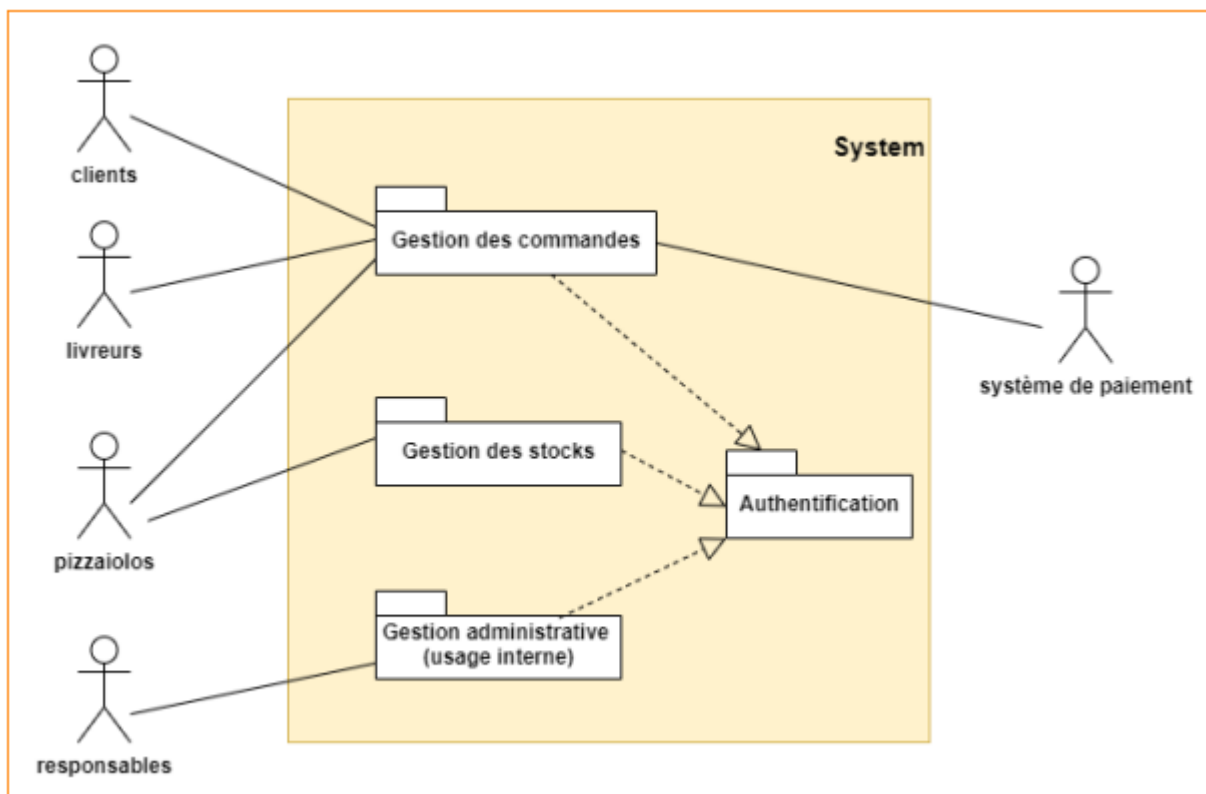 clients
System
Gestion des commandes
livreurs
système de paiement
Gestion des stocks
Authentification
pizzaiolos
Gestion administrative
(usage interne)
responsables